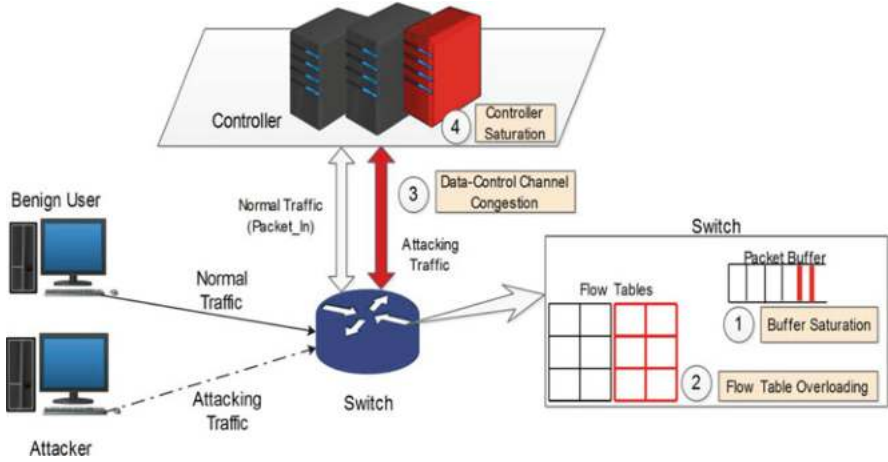 Controller
4
Controller
Saturation
3
Data-Control Channel
Congestion
Normal Traffic
(Packet_In)
Attacking
Traffic
Benign User
Normal
Traffic
Attacking
Traffic
Attacker
Switch
Switch
Packet Buffer
Flow Tables
1
Buffer Saturation
2
Flow Table Overloading